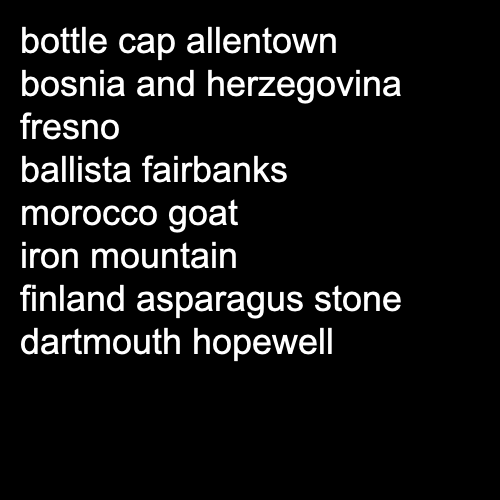 bottle cap allentown
bosnia and herzegovina
fresno
ballista fairbanks
morocco goat
iron mountain
finland asparagus stone
dartmouth hopewell